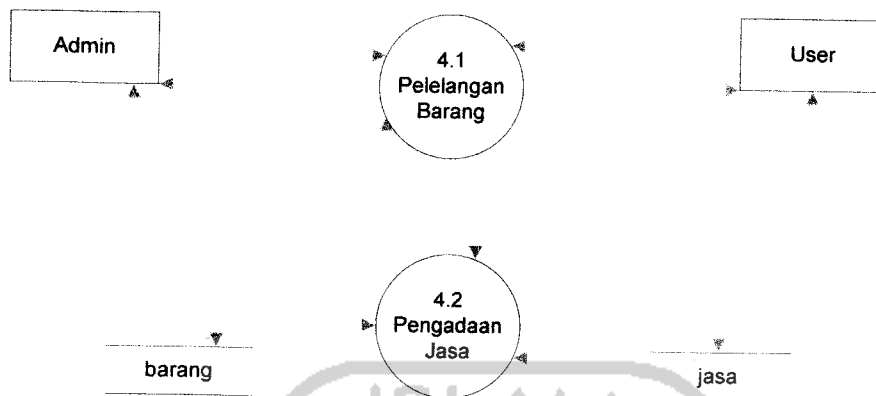 Admin
4.1
Pelelangan
Barang
User
4.2
Pengadaan
Jasa
barang
jasa